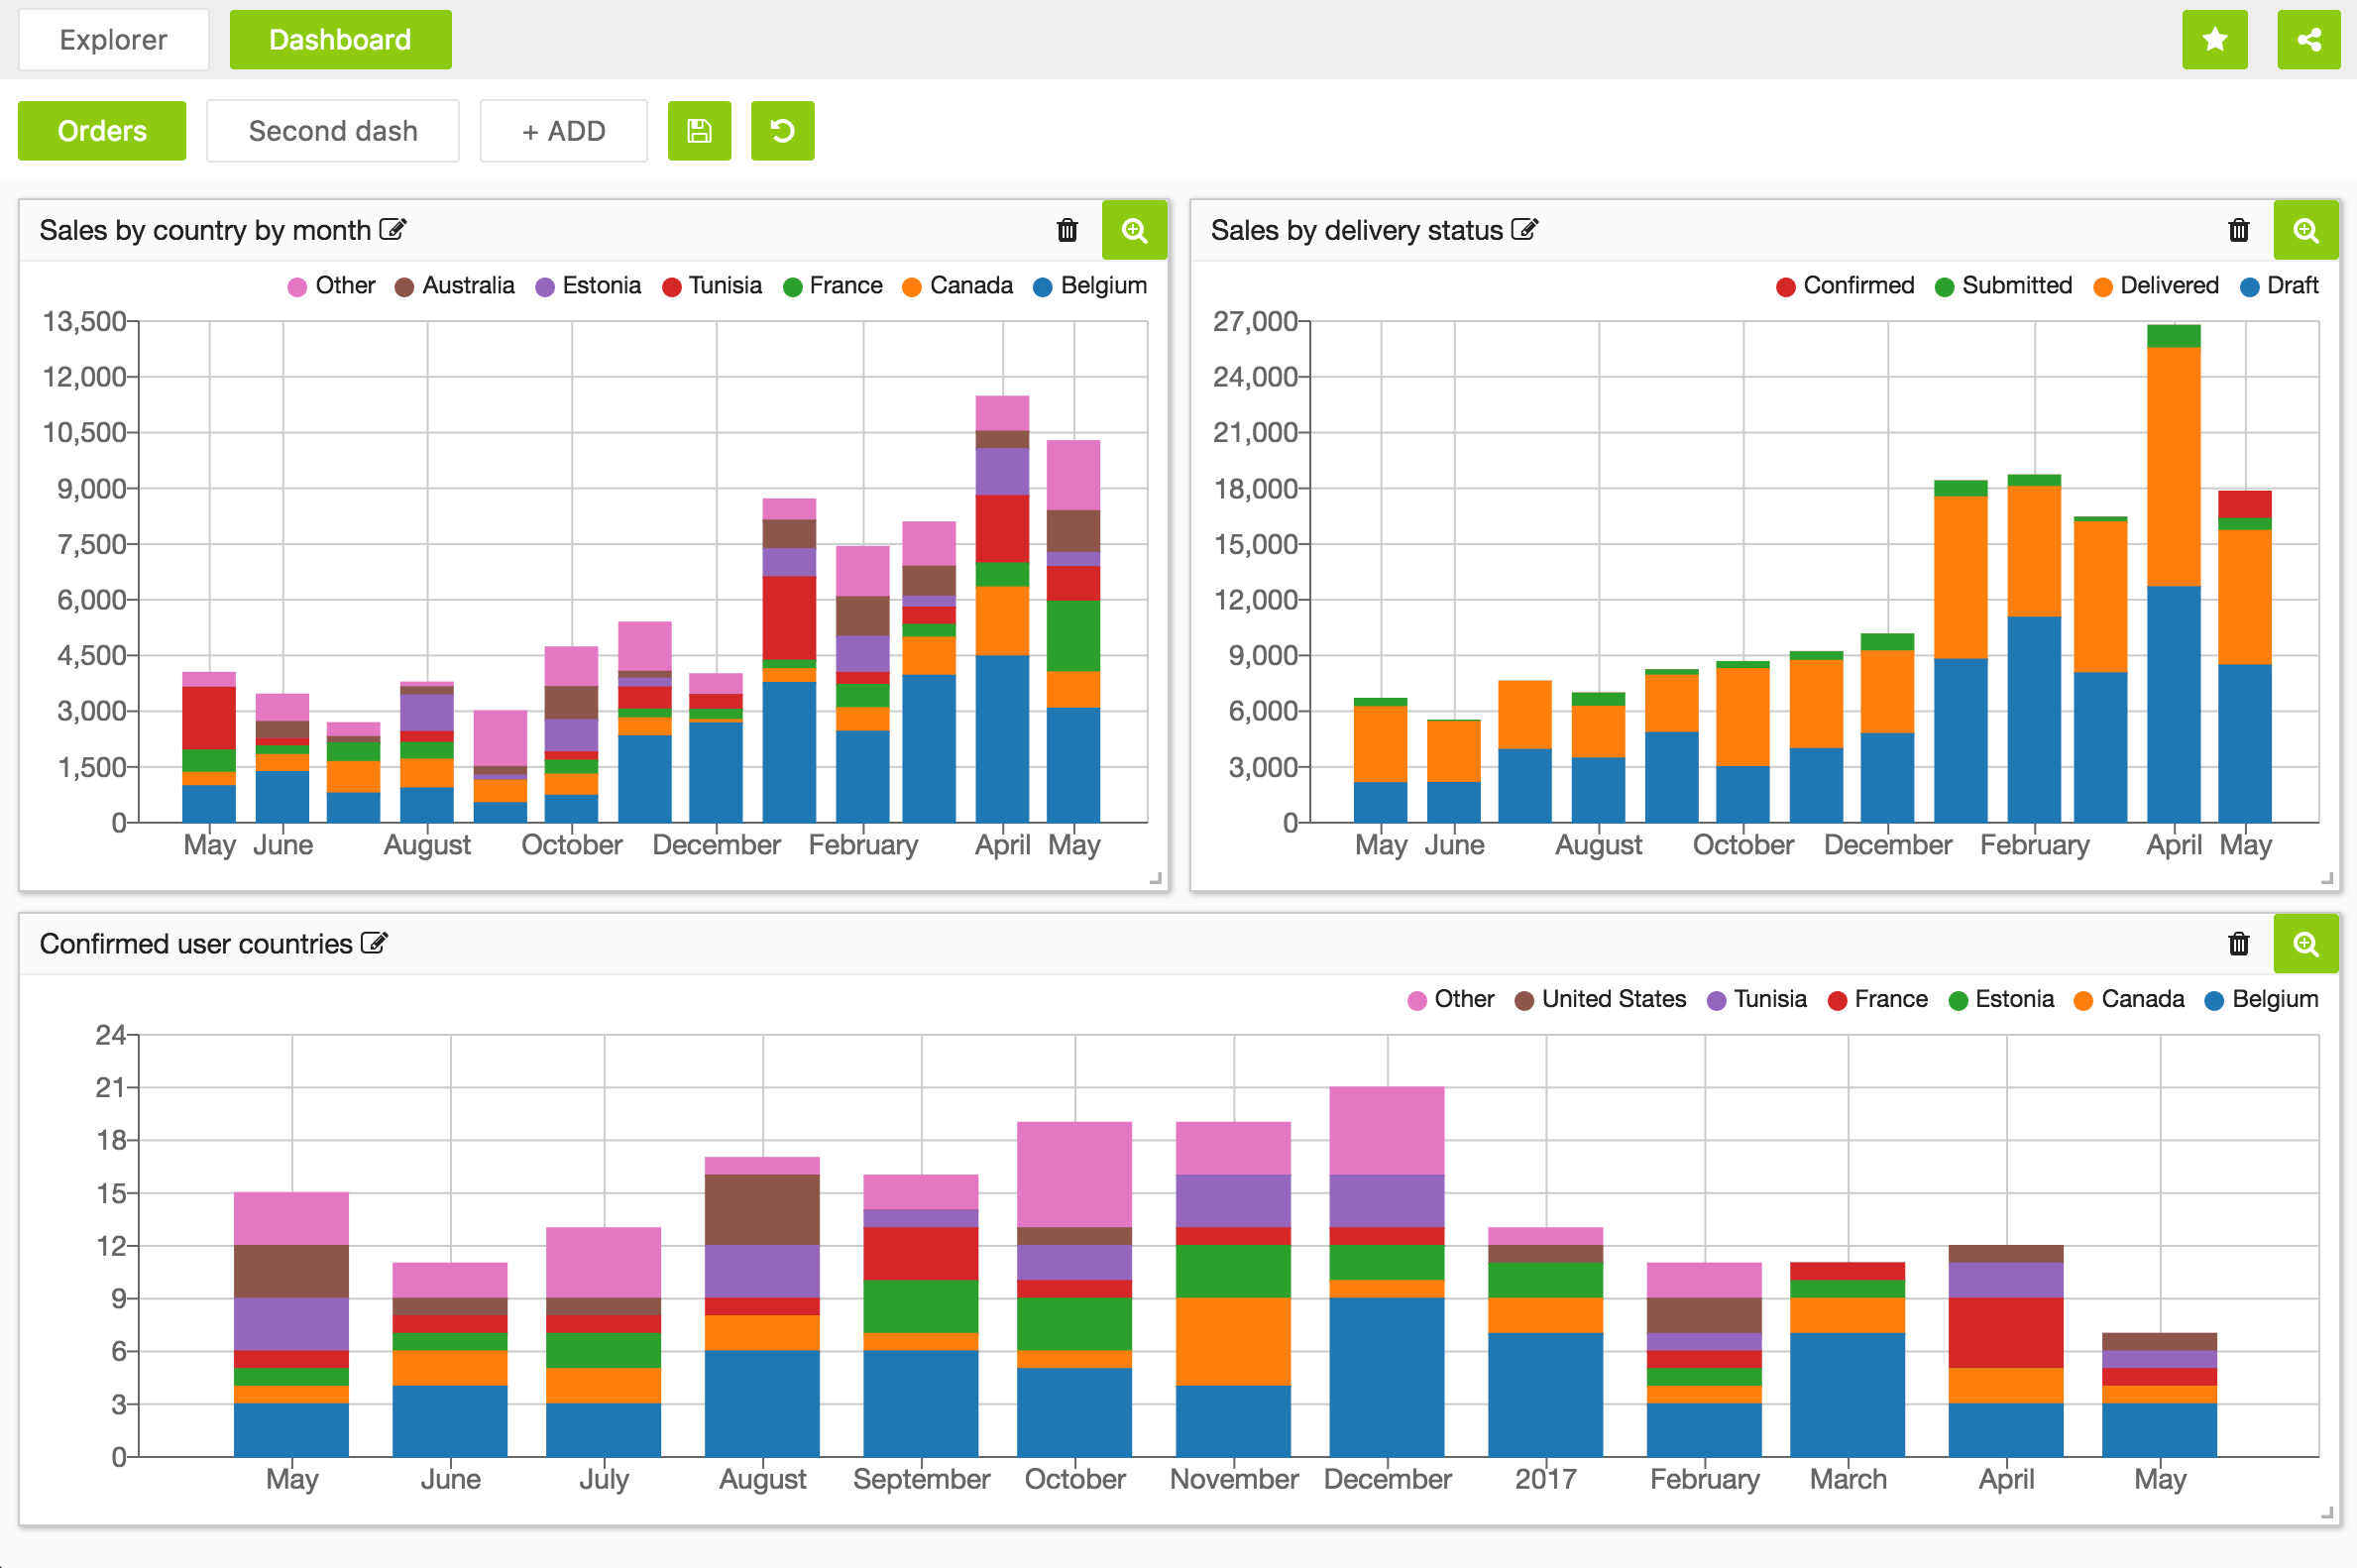 Explorer Dashboard
Orders Second dash + ADD
Sales by country by month
Other Australia Estonia Tunisia France Canada Belgium
13,500
12,000
10,500
9,000
7,500
6,000
4,500
3,000
1,500
0
May June August October December February April May
Sales by delivery status
Confirmed Submitted Delivered Draft
27,000
24,000
21,000
18,000
15,000
12,000
9,000
6,000
3,000
0
May June August October December February April May
Confirmed user countries
Other United States Tunisia France Estonia Canada Belgium
24
21
18
15
12
9
6
3
0
May June July August September October November December 2017 February March April May